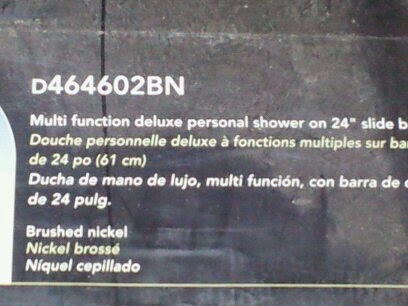 D464602BN
Multi function deluxe personal shower on 24" slide b
Douche personnelle deluxe à fonctions multiples sur bar
de 24 po (61 cm)
Ducha de mano de lujo, multi función, con barra de
de 24 pulg.
Brushed nickel
Nickel brossé
Níquel cepillado